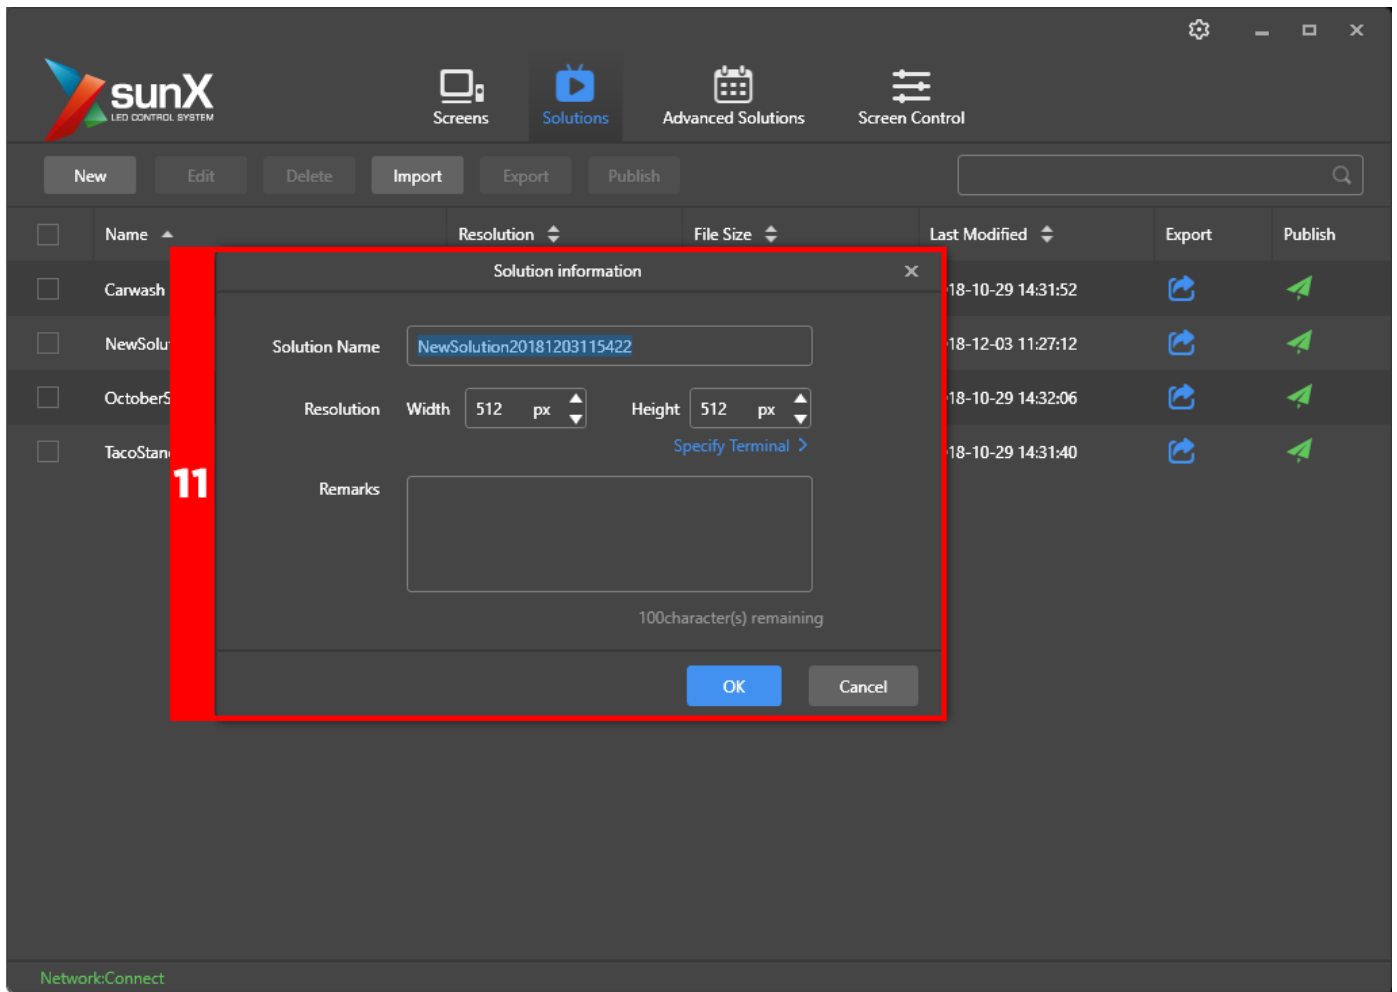 sunX
LED CONTROL SYSTEM
Screens
Solutions
Advanced Solutions
Screen Control
New Edit Delete Import Export Publish
Name Resolution File Size Last Modified Export Publish
Carwash 18-10-29 14:31:52
NewSolu 18-12-03 11:27:12
OctoberS 18-10-29 14:32:06
TacoStan 18-10-29 14:31:40
11
Solution information
Solution Name NewSolution20181203115422
Resolution Width 512 px Height 512 px
Specify Terminal >
Remarks
100character(s) remaining
OK Cancel
Network:Connect